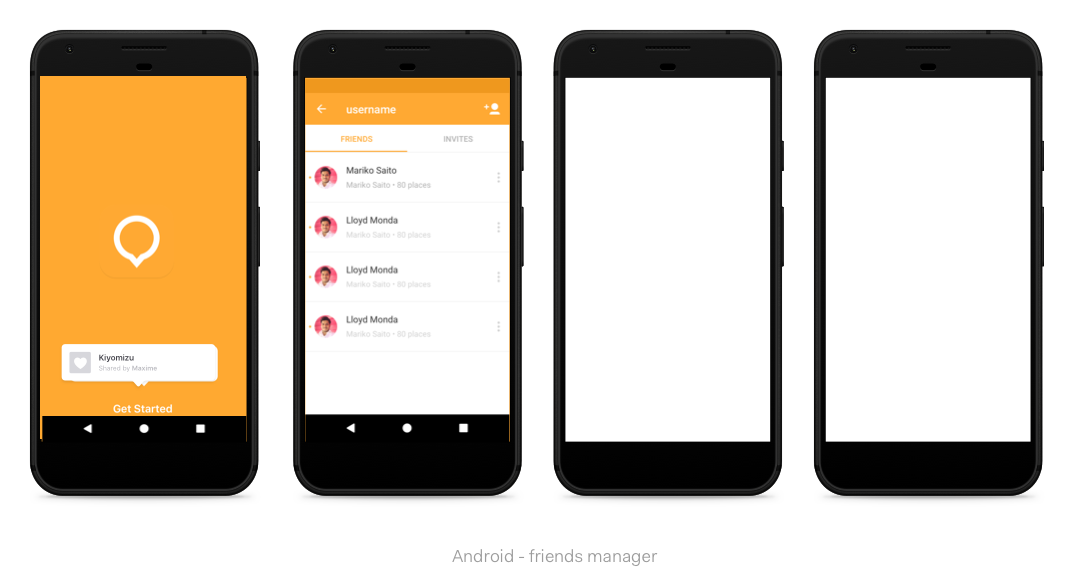 Kiyomizu
Shared by Maxime
Get Started
username
FRIENDS INVITES
Mariko Saito
Mariko Saito • 80 places
Lloyd Monda
Mariko Saito • 80 places
Lloyd Monda
Mariko Saito • 80 places
Lloyd Monda
Mariko Saito • 80 places
Android - friends manager